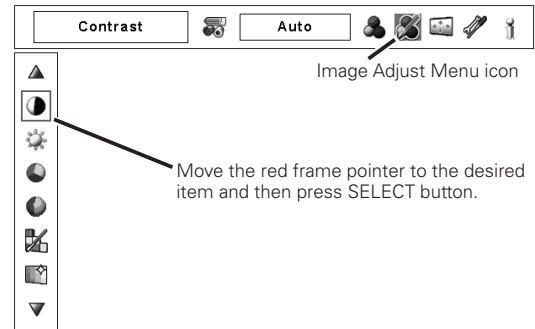 Contrast
Auto
Image Adjust Menu icon
Move the red frame pointer to the desired
item and then press SELECT button.